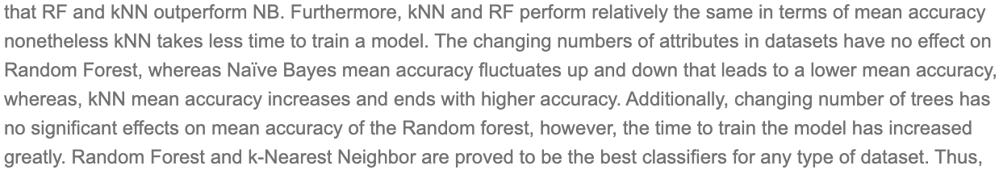 that RF and kNN outperform NB. Furthermore, kNN and RF perform relatively the same in terms of mean accuracy
nonetheless kNN takes less time to train a model. The changing numbers of attributes in datasets have no effect on
Random Forest, whereas Naïve Bayes mean accuracy fluctuates up and down that leads to a lower mean accuracy,
whereas, kNN mean accuracy increases and ends with higher accuracy. Additionally, changing number of trees has
no significant effects on mean accuracy of the Random forest, however, the time to train the model has increased
greatly. Random Forest and k-Nearest Neighbor are proved to be the best classifiers for any type of dataset. Thus,